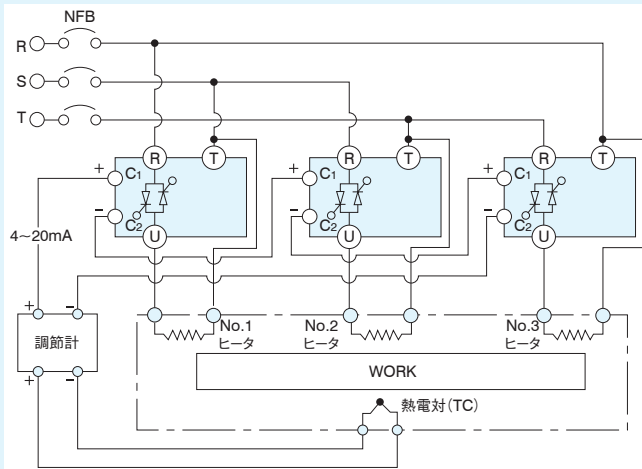 NFB
R
S
T
R T R T R T
+ C1 + C1 + C1
- C2 - C2 - C2
U U U
4～20mA
+ -
調節計
+ -
No.1
ヒータ
No.2
ヒータ
No.3
ヒータ
WORK
熱電対(TC)